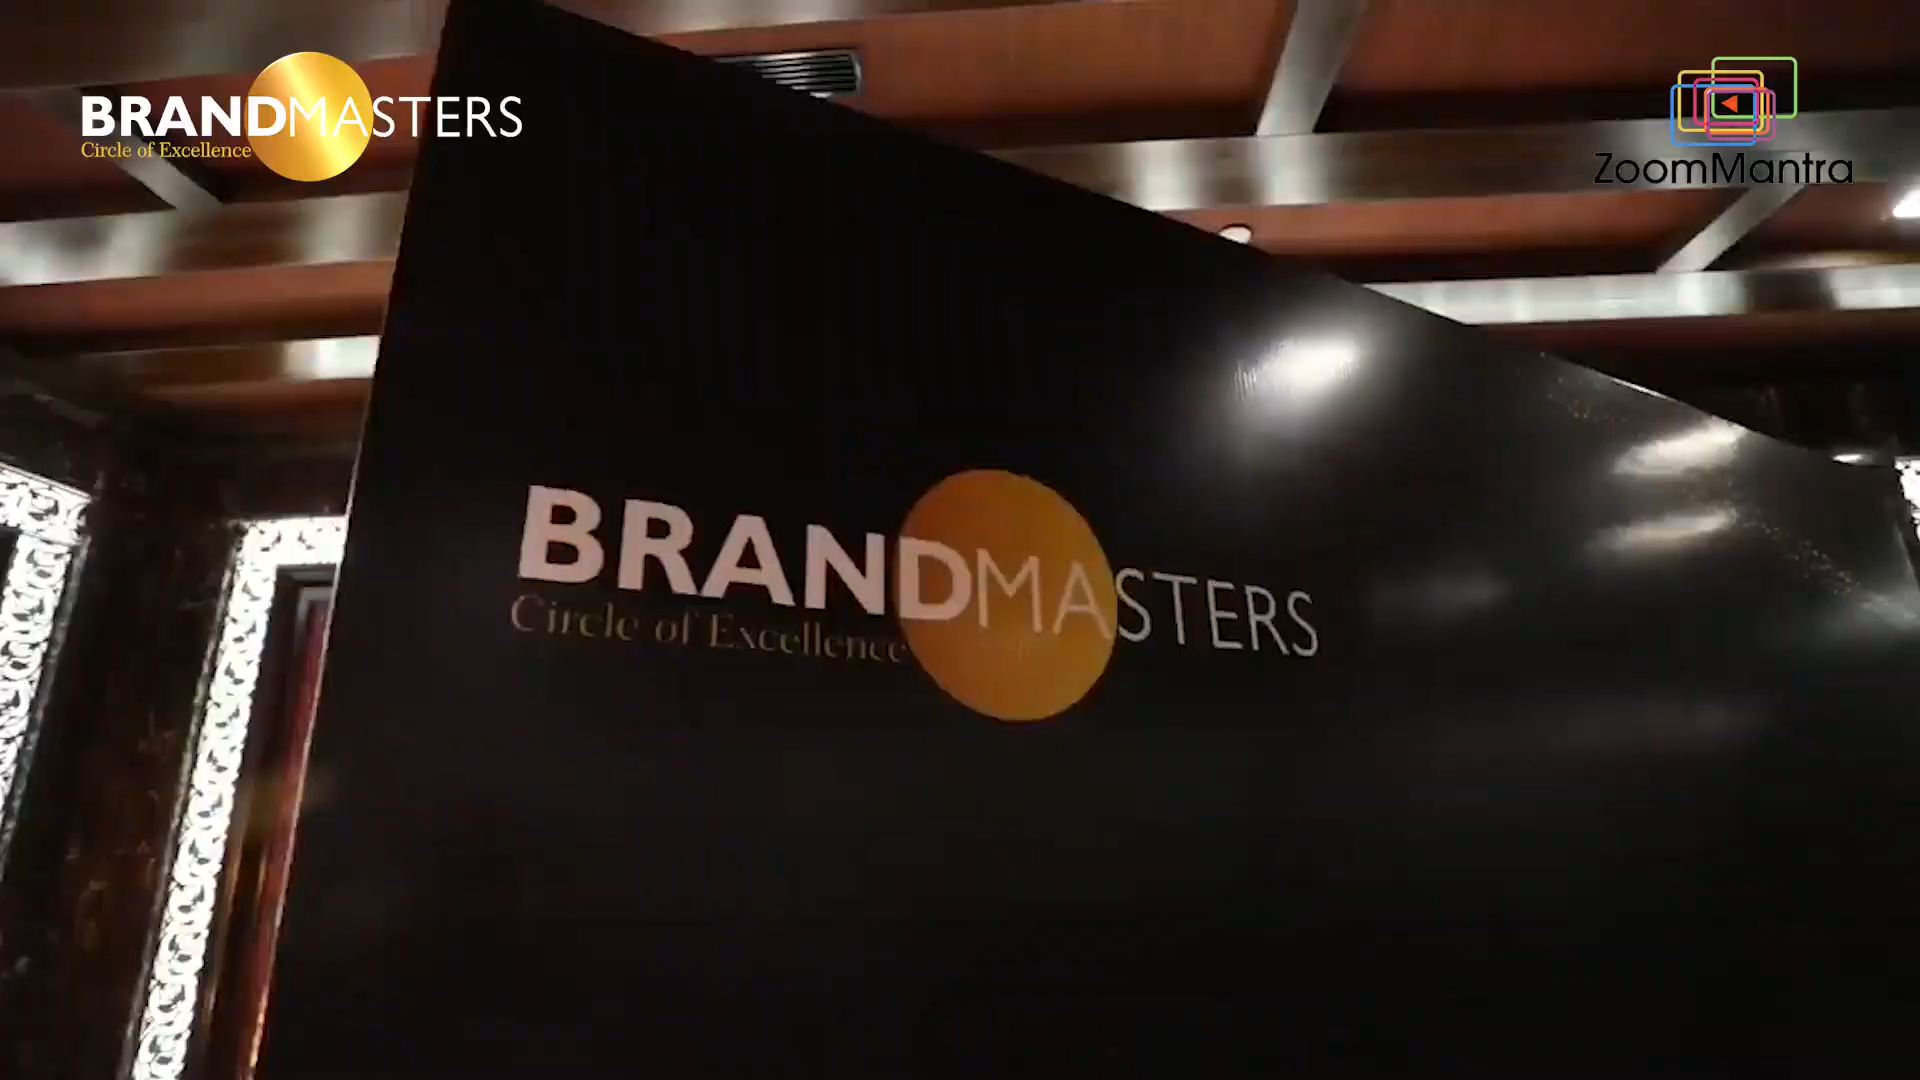 BRANDMASTERS
Circle of Excellence
ZoomMantra
BRANDMASTERS
Circle of Excellence